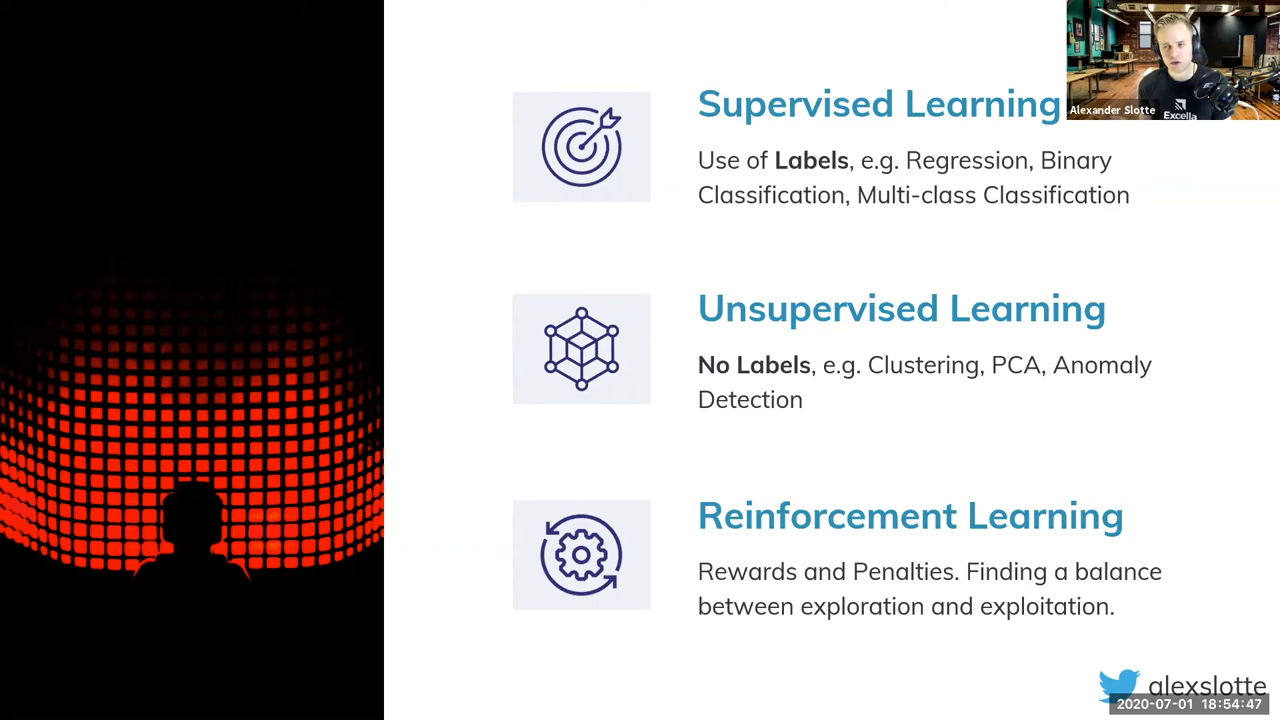 Supervised Learning
Use of Labels, e.g. Regression, Binary
Classification, Multi-class Classification
Unsupervised Learning
No Labels, e.g. Clustering, PCA, Anomaly
Detection
Reinforcement Learning
Rewards and Penalties. Finding a balance
between exploration and exploitation.
Alexander Slotte
Excella
alexslotte
2020-07-01 18:54:47